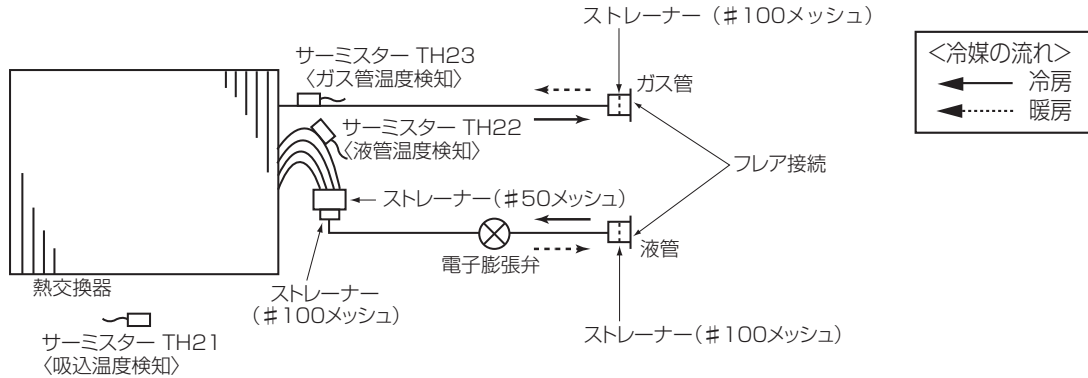 ストレーナー（♯100メッシュ）
サーミスター TH23
〈ガス管温度検知〉
ガス管
<冷媒の流れ>
冷房
暖房
サーミスター TH22
〈液管温度検知〉
フレア接続
ストレーナー（♯50メッシュ）
液管
電子膨張弁
熱交換器
ストレーナー
（♯100メッシュ）
サーミスター TH21
〈吸込温度検知〉
ストレーナー（♯100メッシュ）